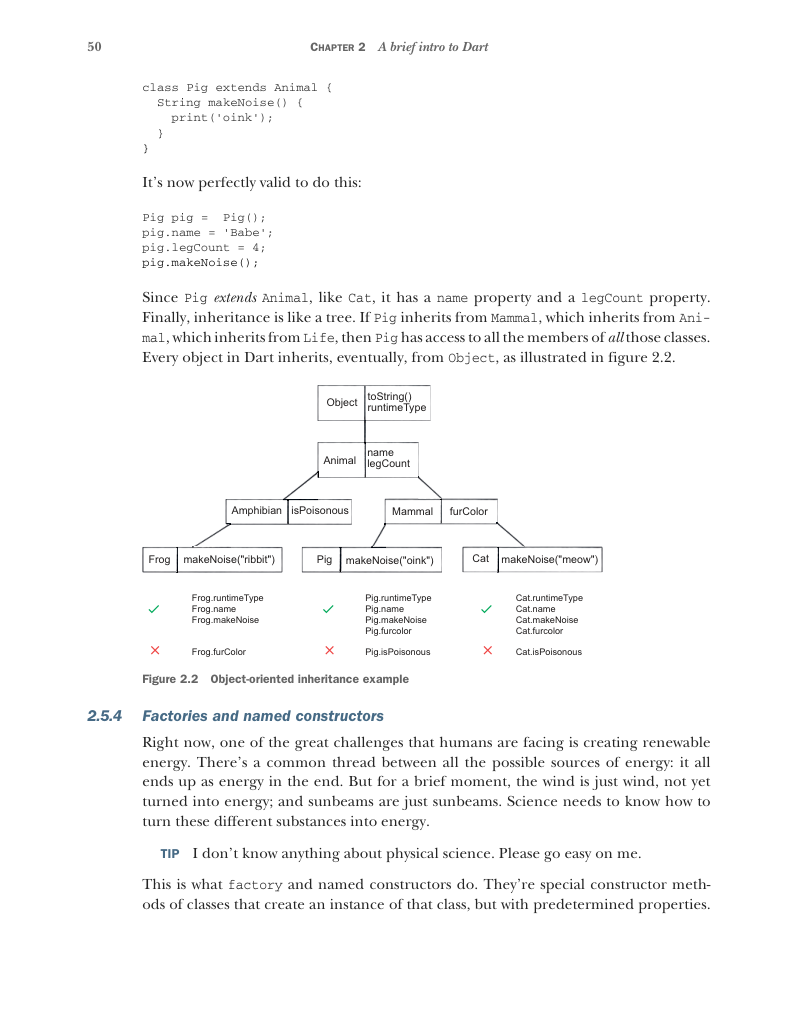 50 CHAPTER 2 A brief intro to Dart
class Pig extends Animal {
String makeNoise() {
print('oink');
}
}
It's now perfectly valid to do this:
Pig pig =  Pig();
pig.name = 'Babe';
pig.legCount = 4;
pig.makeNoise();
Since Pig extends Animal, like Cat, it has a name property and a legCount property.
Finally, inheritance is like a tree. If Pig inherits from Mammal, which inherits from Ani-
mal, which inherits from Life, then Pig has access to all the members of all those classes.
Every object in Dart inherits, eventually, from Object, as illustrated in figure 2.2.
Object
toString()
runtimeType
Animal
name
legCount
Amphibian isPoisonous
Mammal furColor
Frog makeNoise("ribbit")
Pig makeNoise("oink")
Cat makeNoise("meow")
Frog.runtimeType
Frog.name
Frog.makeNoise
Frog.furColor
Pig.runtimeType
Pig.name
Pig.makeNoise
Pig.furcolor
Pig.isPoisonous
Cat.runtimeType
Cat.name
Cat.makeNoise
Cat.furcolor
Cat.isPoisonous
Figure 2.2 Object-oriented inheritance example
2.5.4 Factories and named constructors
Right now, one of the great challenges that humans are facing is creating renewable
energy. There's a common thread between all the possible sources of energy: it all
ends up as energy in the end. But for a brief moment, the wind is just wind, not yet
turned into energy; and sunbeams are just sunbeams. Science needs to know how to
turn these different substances into energy.
TIP I don't know anything about physical science. Please go easy on me.
This is what factory and named constructors do. They're special constructor meth-
ods of classes that create an instance of that class, but with predetermined properties.